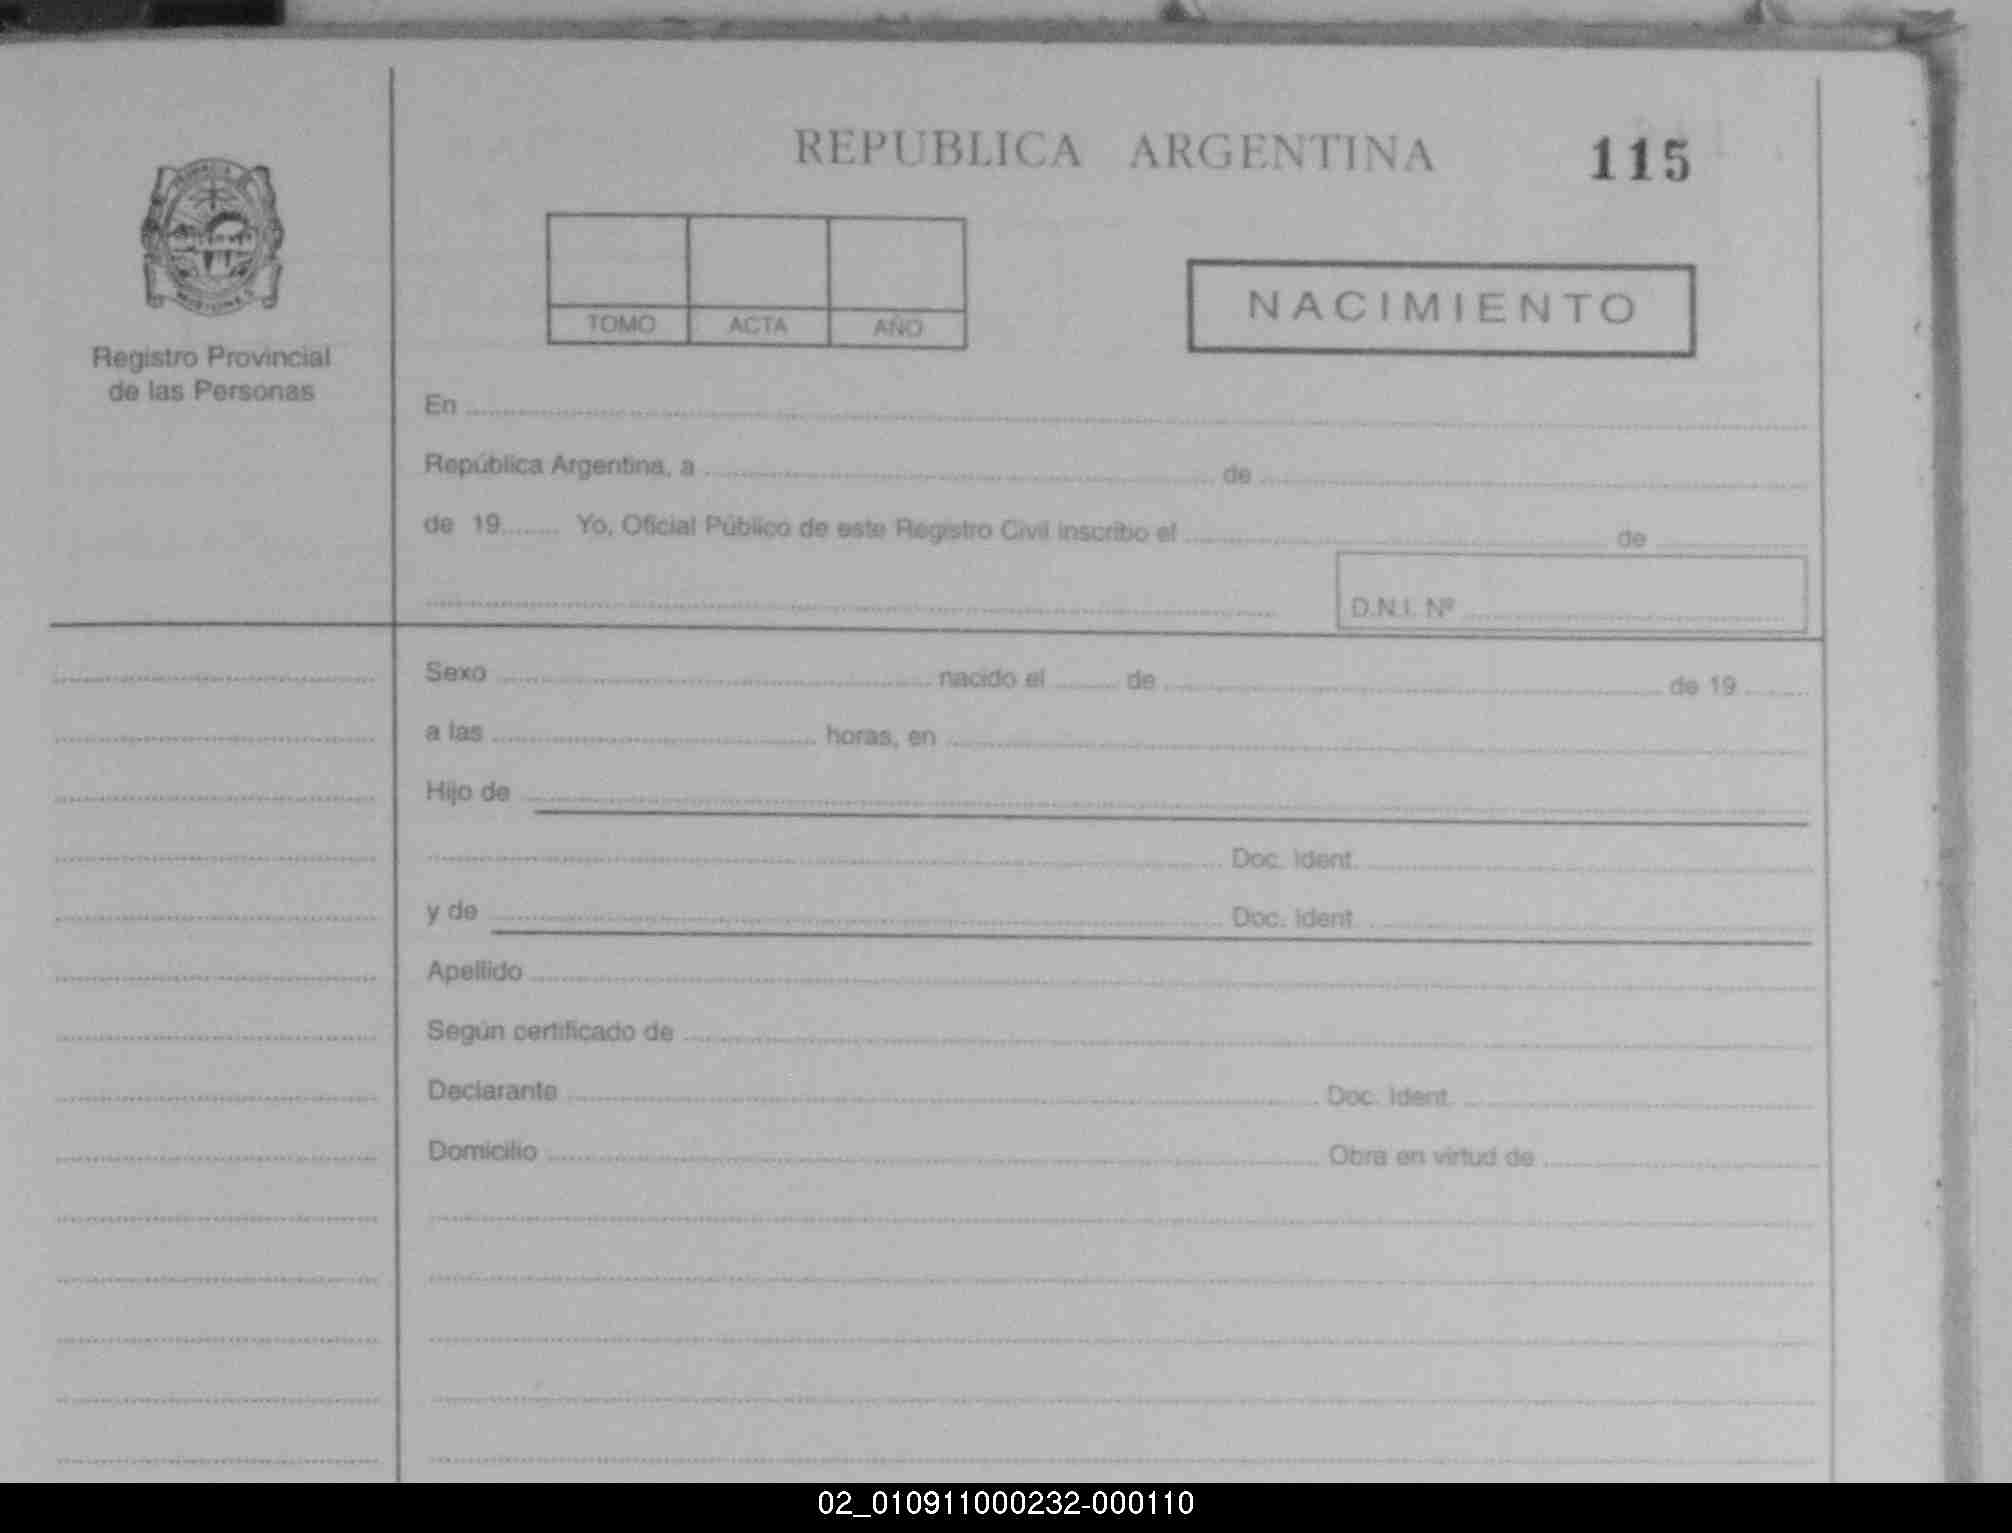 REPUBLICA ARGENTINA
115
Registro Provincial
de las Personas
TOMO ACTA AÑO
NACIMIENTO
En
República Argentina, a de
de 19 Yo, Oficial Público de este Registro Civil inscribo el de
D.N.I. Nº
Sexo nacido el de de 19
a las horas, en
Hijo de
Doc. Ident.
y de Doc. Ident.
Apellido
Según certificado de
Declarante Doc. Ident.
Domicilio Obra en virtud de
02_010911000232-000110